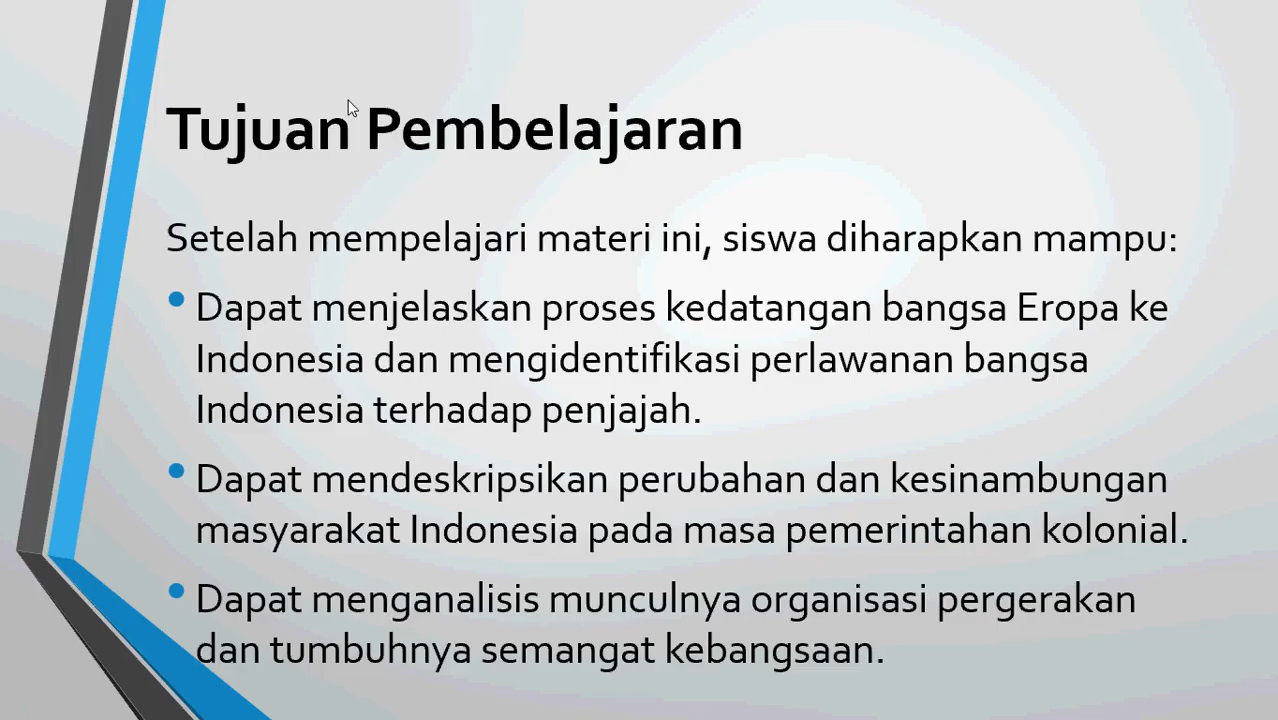 Tujuan Pembelajaran
Setelah mempelajari materi ini, siswa diharapkan mampu:
• Dapat menjelaskan proses kedatangan bangsa Eropa ke
Indonesia dan mengidentifikasi perlawanan bangsa
Indonesia terhadap penjajah.
• Dapat mendeskripsikan perubahan dan kesinambungan
masyarakat Indonesia pada masa pemerintahan kolonial.
• Dapat menganalisis munculnya organisasi pergerakan
dan tumbuhnya semangat kebangsaan.